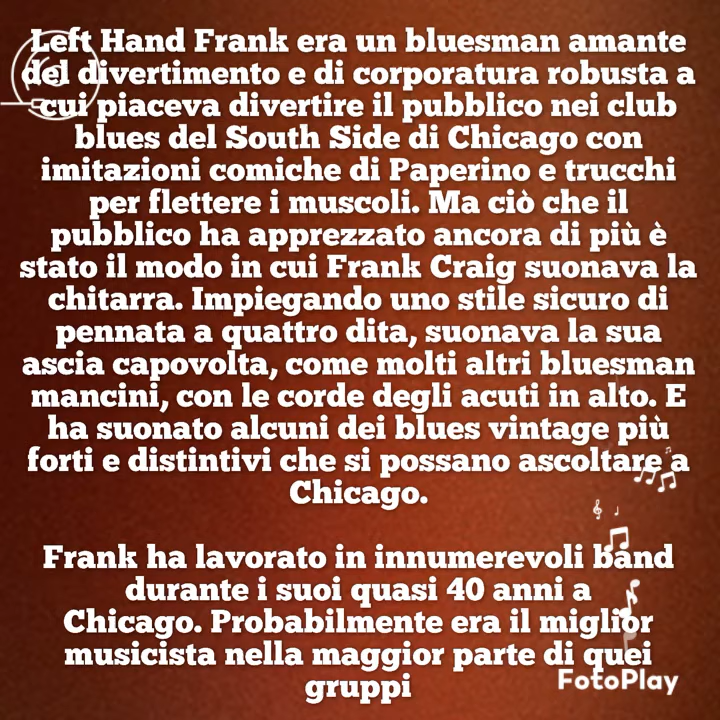 Left Hand Frank era un bluesman amante
del divertimento e di corporatura robusta a
cui piaceva divertire il pubblico nei club
blues del South Side di Chicago con
imitazioni comiche di Paperino e trucchi
per flettere i muscoli. Ma ciò che il
pubblico ha apprezzato ancora di più è
stato il modo in cui Frank Craig suonava la
chitarra. Impiegando uno stile sicuro di
pennata a quattro dita, suonava la sua
ascia capovolta, come molti altri bluesman
mancini, con le corde degli acuti in alto. E
ha suonato alcuni dei blues vintage più
forti e distintivi che si possano ascoltare a
Chicago.
Frank ha lavorato in innumerevoli band
durante i suoi quasi 40 anni a
Chicago. Probabilmente era il miglior
musicista nella maggior parte di quei
gruppi
FotoPlay